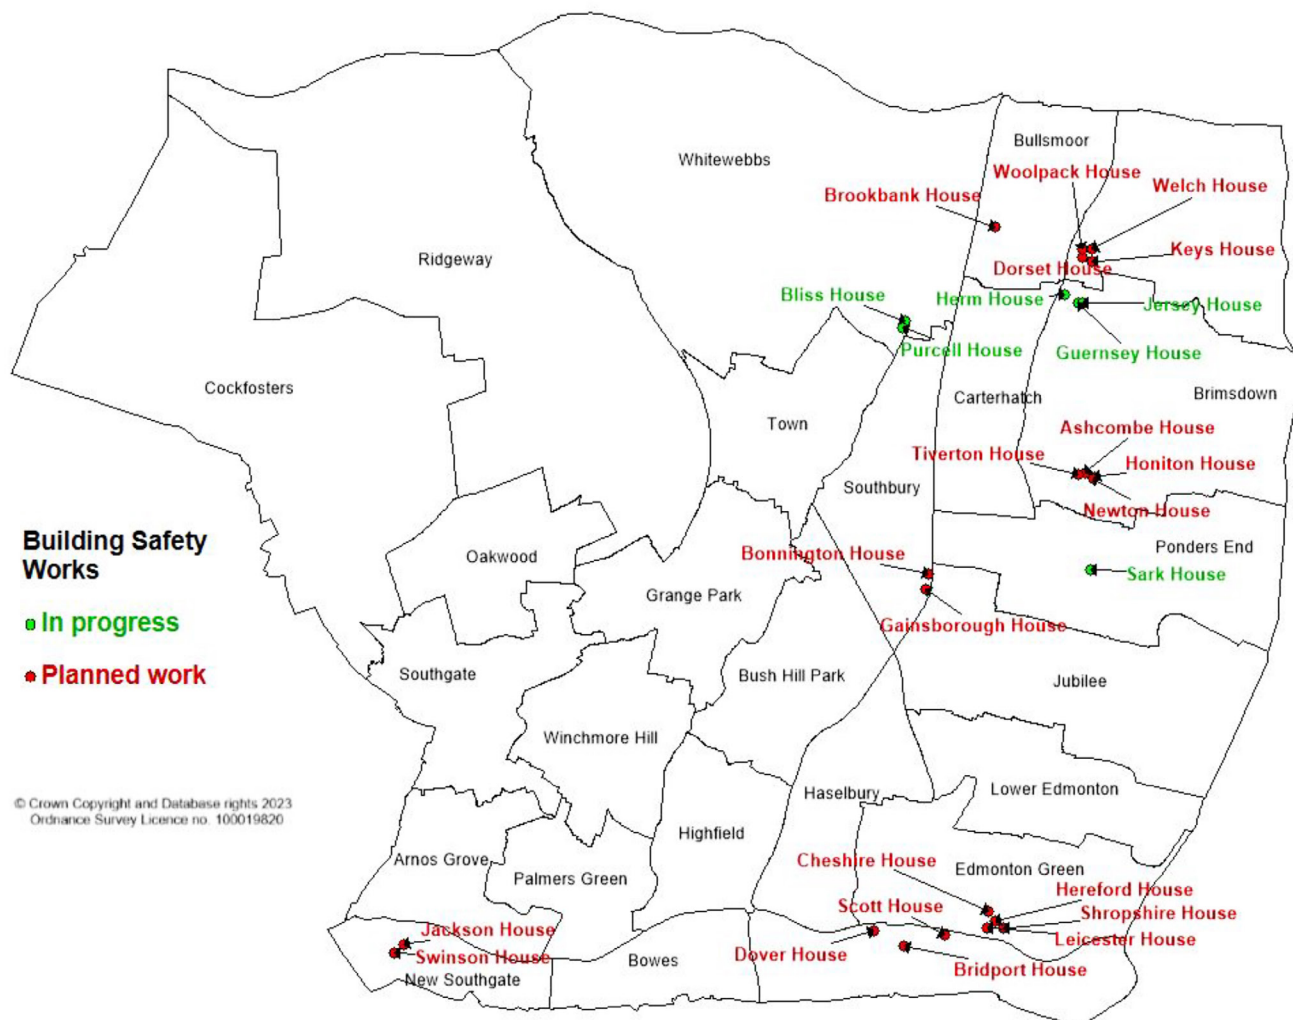 Bullsmoor
Whitewebbs
Woolpack House
Welch House
Brookbank House
Keys House
Ridgeway
Dorset House
Bliss House
Herm House
Jersey House
Purcell House
Guernsey House
Cockfosters
Carterhatch
Brimsdown
Town
Ashcombe House
Tiverton House
Honiton House
Southbury
Newton House
Building Safety
Works
Oakwood
Bonnington House
Ponders End
Sark House
Grange Park
In progress
Gainsborough House
Planned work
Southgate
Bush Hill Park
Jubilee
Winchmore Hill
© Crown Copyright and Database rights 2023
Ordnance Survey Licence no. 100019820
Haselbury
Lower Edmonton
Highfield
Arnos Grove
Cheshire House
Edmonton Green
Palmers Green
Hereford House
Scott House
Shropshire House
Jackson House
Leicester House
Swinson House
Dover House
Bowes
Bridport House
New Southgate